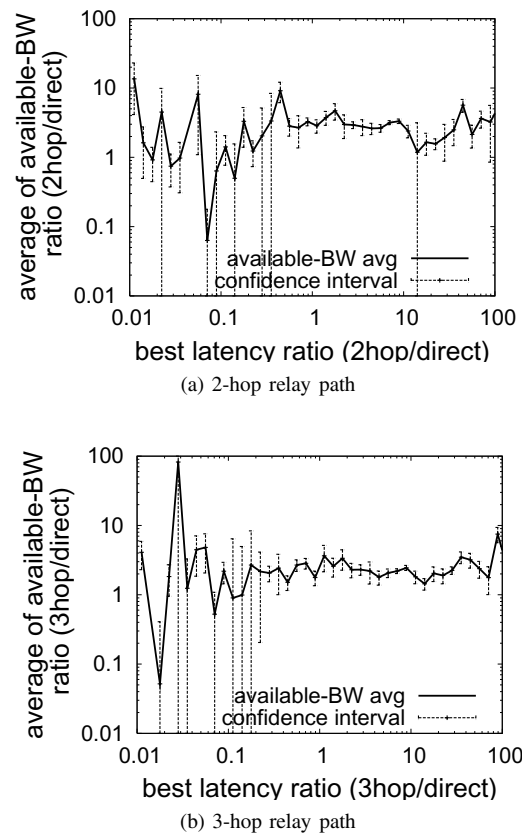 100
10
1
0.1
0.01
average of available-BW
ratio (2hop/direct)
available-BW avg
confidence interval
0.01 0.1 1 10 100
best latency ratio (2hop/direct)
(a) 2-hop relay path
100
10
1
0.1
0.01
average of available-BW
ratio (3hop/direct)
available-BW avg
confidence interval
0.01 0.1 1 10 100
best latency ratio (3hop/direct)
(b) 3-hop relay path